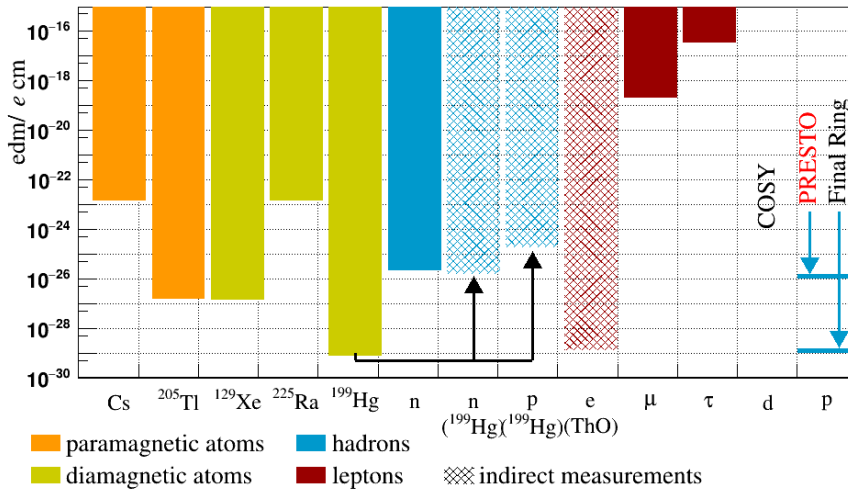 edm/ e cm
10⁻¹⁶
10⁻¹⁸
10⁻²⁰
10⁻²²
10⁻²⁴
10⁻²⁶
10⁻²⁸
10⁻³⁰
COSY
PRESTO
Final Ring
Cs ²⁰⁵Tl ¹²⁹Xe ²²⁵Ra ¹⁹⁹Hg n n p e μ τ d p
(¹⁹⁹Hg) (¹⁹⁹Hg) (ThO)
paramagnetic atoms hadrons
diamagnetic atoms leptons indirect measurements